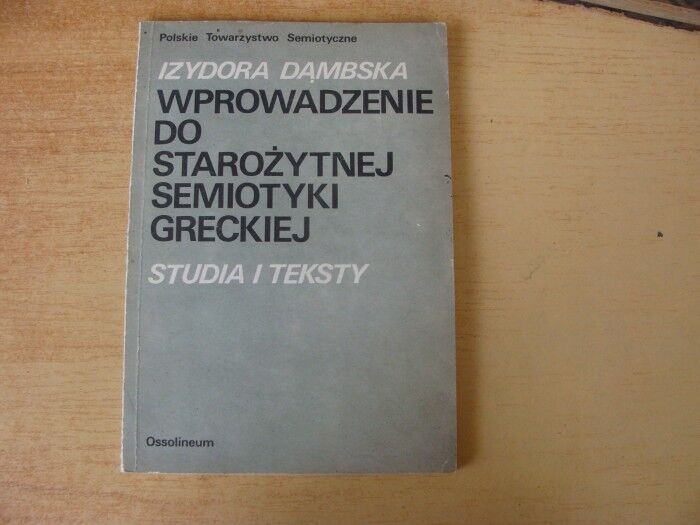 Polskie Towarzystwo Semiotyczne
IZYDORA DĄMBSKA
WPROWADZENIE
DO
STAROŻYTNEJ
SEMIOTYKI
GRECKIEJ
STUDIA I TEKSTY
Ossolineum